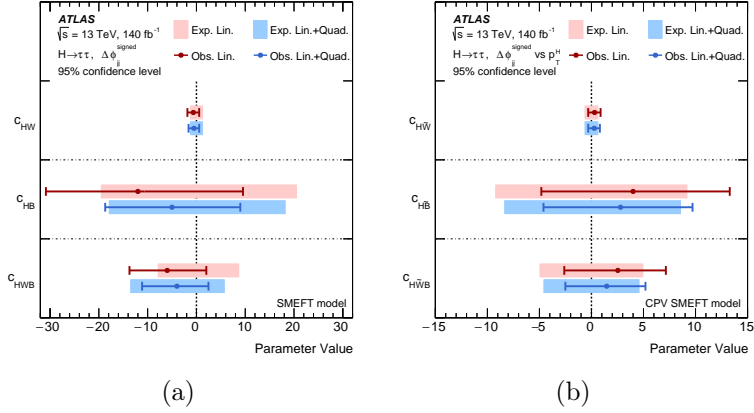 ATLAS
√s = 13 TeV, 140 fb⁻¹
H→ττ, Δϕ_jj^signed
95% confidence level
Exp. Lin. Exp. Lin.+Quad.
Obs. Lin. Obs. Lin.+Quad.
c_HW
c_HB
c_HWB
SMEFT model
−30 −20 −10 0 10 20 30
Parameter Value
(a)
ATLAS
√s = 13 TeV, 140 fb⁻¹
H→ττ, Δϕ_jj^signed vs p_T^H
95% confidence level
Exp. Lin. Exp. Lin.+Quad.
Obs. Lin. Obs. Lin.+Quad.
c_HW̃
c_HB̃
c_HW̃B
CPV SMEFT model
−15 −10 −5 0 5 10 15
Parameter Value
(b)